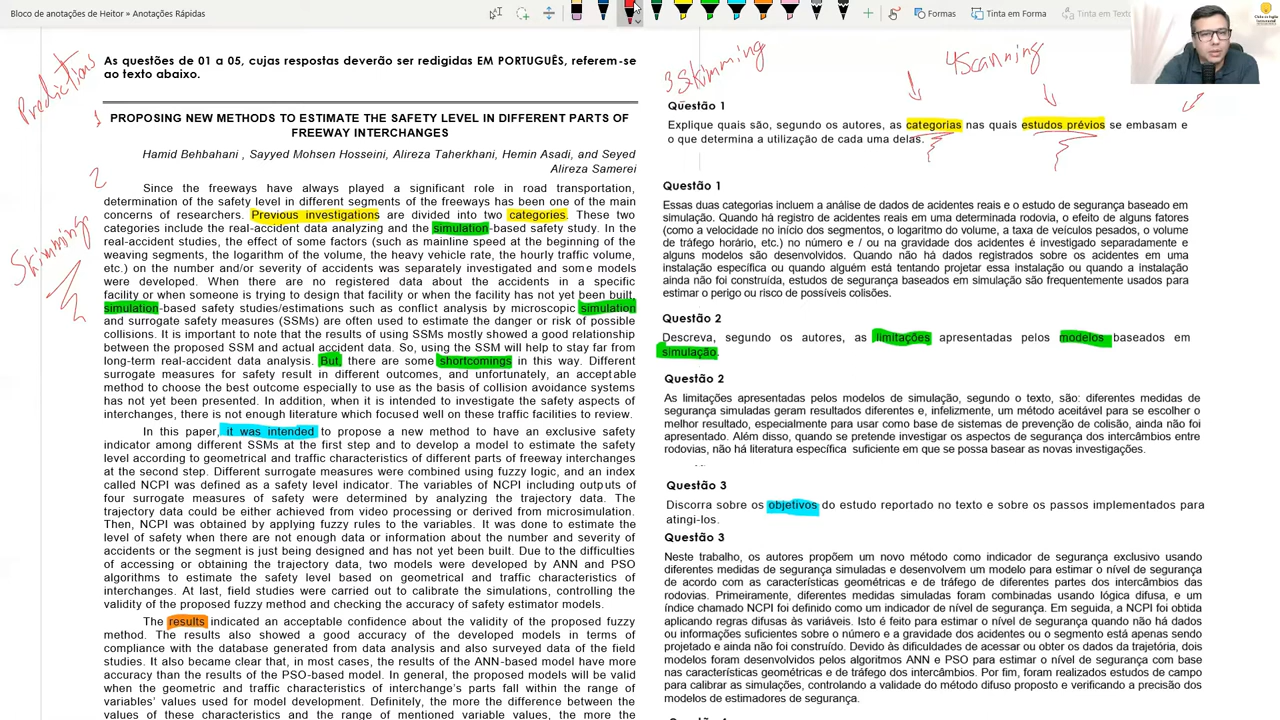 Bloco de anotações de Heitor » Anotações Rápidas
Formas
Tinta em Forma
Tinta em Texto
Predictions
1
As questões de 01 a 05, cujas respostas deverão ser redigidas EM PORTUGUÊS, referem-se
ao texto abaixo.
PROPOSING NEW METHODS TO ESTIMATE THE SAFETY LEVEL IN DIFFERENT PARTS OF
FREEWAY INTERCHANGES
Hamid Behbahani , Sayyed Mohsen Hosseini, Alireza Taherkhani, Hemin Asadi, and Seyed
Alireza Samerei
2
Skimming
Since the freeways have always played a significant role in road transportation,
determination of the safety level in different segments of the freeways has been one of the main
concerns of researchers. Previous investigations are divided into two categories. These two
categories include the real-accident data analyzing and the simulation-based safety study. In the
real-accident studies, the effect of some factors (such as mainline speed at the beginning of the
weaving segments, the logarithm of the volume, the heavy vehicle rate, the hourly traffic volume,
etc.) on the number and/or severity of accidents was separately investigated and some models
were developed. When there are no registered data about the accidents in a specific
facility or when someone is trying to design that facility or when the facility has not yet been built,
simulation-based safety studies/estimations such as conflict analysis by microscopic simulation
and surrogate safety measures (SSMs) are often used to estimate the danger or risk of possible
collisions. It is important to note that the results of using SSMs mostly showed a good relationship
between the proposed SSM and actual accident data. So, using the SSM will help to stay far from
long-term real-accident data analysis. But, there are some shortcomings in this way. Different
surrogate measures for safety result in different outcomes, and unfortunately, an acceptable
method to choose the best outcome especially to use as the basis of collision avoidance systems
has not yet been presented. In addition, when it is intended to investigate the safety aspects of
interchanges, there is not enough literature which focused well on these traffic facilities to review.
In this paper, it was intended to propose a new method to have an exclusive safety
indicator among different SSMs at the first step and to develop a model to estimate the safety
level according to geometrical and traffic characteristics of different parts of freeway interchanges
at the second step. Different surrogate measures were combined using fuzzy logic, and an index
called NCPI was defined as a safety level indicator. The variables of NCPI including outputs of
four surrogate measures of safety were determined by analyzing the trajectory data. The
trajectory data could be either achieved from video processing or derived from microsimulation.
Then, NCPI was obtained by applying fuzzy rules to the variables. It was done to estimate the
level of safety when there are not enough data or information about the number and severity of
accidents or the segment is just being designed and has not yet been built. Due to the difficulties
of accessing or obtaining the trajectory data, two models were developed by ANN and PSO
algorithms to estimate the safety level based on geometrical and traffic characteristics of
interchanges. At last, field studies were carried out to calibrate the simulations, controlling the
validity of the proposed fuzzy method and checking the accuracy of safety estimator models.
The results indicated an acceptable confidence about the validity of the proposed fuzzy
method. The results also showed a good accuracy of the developed models in terms of
compliance with the database generated from data analysis and also surveyed data of the field
studies. It also became clear that, in most cases, the results of the ANN-based model have more
accuracy than the results of the PSO-based model. In general, the proposed models will be valid
when the geometric and traffic characteristics of interchange's parts fall within the range of
variables' values used for model development. Definitely, the more the difference between the
values of these characteristics and the range of mentioned variable values, the more the
3 Skimming
4 Scanning
Questão 1
Explique quais são, segundo os autores, as categorias nas quais estudos prévios se embasam e
o que determina a utilização de cada uma delas.
Questão 1
Essas duas categorias incluem a análise de dados de acidentes reais e o estudo de segurança baseado em
simulação. Quando há registro de acidentes reais em uma determinada rodovia, o efeito de alguns fatores
(como a velocidade no início dos segmentos, o logaritmo do volume, a taxa de veículos pesados, o volume
de tráfego horário, etc.) no número e / ou na gravidade dos acidentes é investigado separadamente e
alguns modelos são desenvolvidos. Quando não há dados registrados sobre os acidentes em uma
instalação específica ou quando alguém está tentando projetar essa instalação ou quando a instalação
ainda não foi construída, estudos de segurança baseados em simulação são frequentemente usados para
estimar o perigo ou risco de possíveis colisões.
Questão 2
Descreva, segundo os autores, as limitações apresentadas pelos modelos baseados em
simulação.
Questão 2
As limitações apresentadas pelos modelos de simulação, segundo o texto, são: diferentes medidas de
segurança simuladas geram resultados diferentes e, infelizmente, um método aceitável para se escolher o
melhor resultado, especialmente para usar como base de sistemas de prevenção de colisão, ainda não foi
apresentado. Além disso, quando se pretende investigar os aspectos de segurança dos intercâmbios entre
rodovias, não há literatura específica suficiente em que se possa basear as novas investigações.
Questão 3
Discorra sobre os objetivos do estudo reportado no texto e sobre os passos implementados para
atingi-los.
Questão 3
Neste trabalho, os autores propõem um novo método como indicador de segurança exclusivo usando
diferentes medidas de segurança simuladas e desenvolvem um modelo para estimar o nível de segurança
de acordo com as características geométricas e de tráfego de diferentes partes dos intercâmbios das
rodovias. Primeiramente, diferentes medidas simuladas foram combinadas usando lógica difusa, e um
índice chamado NCPI foi definido como um indicador de nível de segurança. Em seguida, a NCPI foi obtida
aplicando regras difusas às variáveis. Isto é feito para estimar o nível de segurança quando não há dados
ou informações suficientes sobre o número e a gravidade dos acidentes ou o segmento está apenas sendo
projetado e ainda não foi construído. Devido às dificuldades de acessar ou obter os dados da trajetória, dois
modelos foram desenvolvidos pelos algoritmos ANN e PSO para estimar o nível de segurança com base
nas características geométricas e de tráfego dos intercâmbios. Por fim, foram realizados estudos de campo
para calibrar as simulações, controlando a validade do método difuso proposto e verificando a precisão dos
modelos de estimadores de segurança.